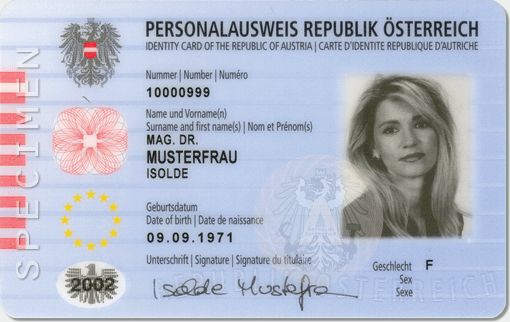 PERSONALAUSWEIS REPUBLIK ÖSTERREICH
IDENTITY CARD OF THE REPUBLIC OF AUSTRIA | CARTE D'IDENTITE REPUBLIQUE D'AUTRICHE
Nummer | Number | Numéro
10000999
Name und Vorname(n)
Surname and first name(s) | Nom et Prénom(s)
MAG. DR.
MUSTERFRAU
ISOLDE
Geburtsdatum
Date of birth | Date de naissance
09.09.1971
Unterschrift | Signature | Signature du titulaire
Isolde Musterfrau
Geschlecht F
Sex
Sexe
SPECIMEN
2002